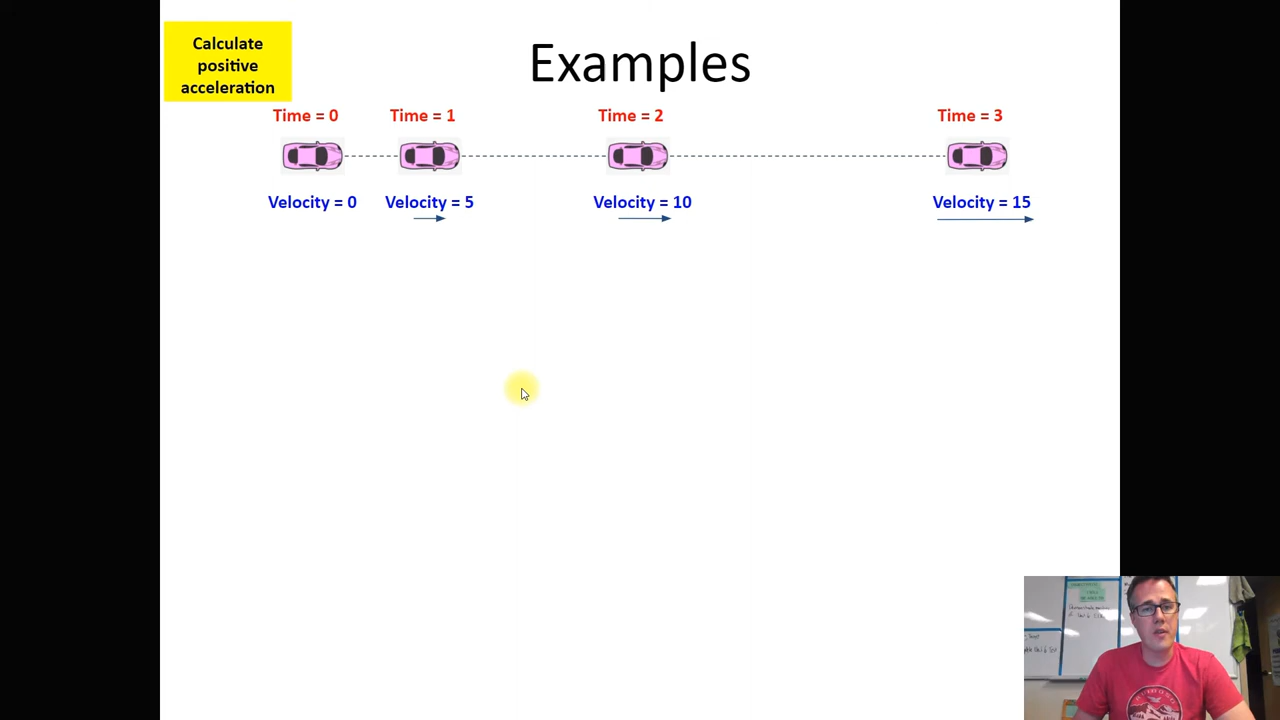 Calculate
positive
acceleration
Examples
Time = 0
Time = 1
Time = 2
Time = 3
Velocity = 0
Velocity = 5
Velocity = 10
Velocity = 15